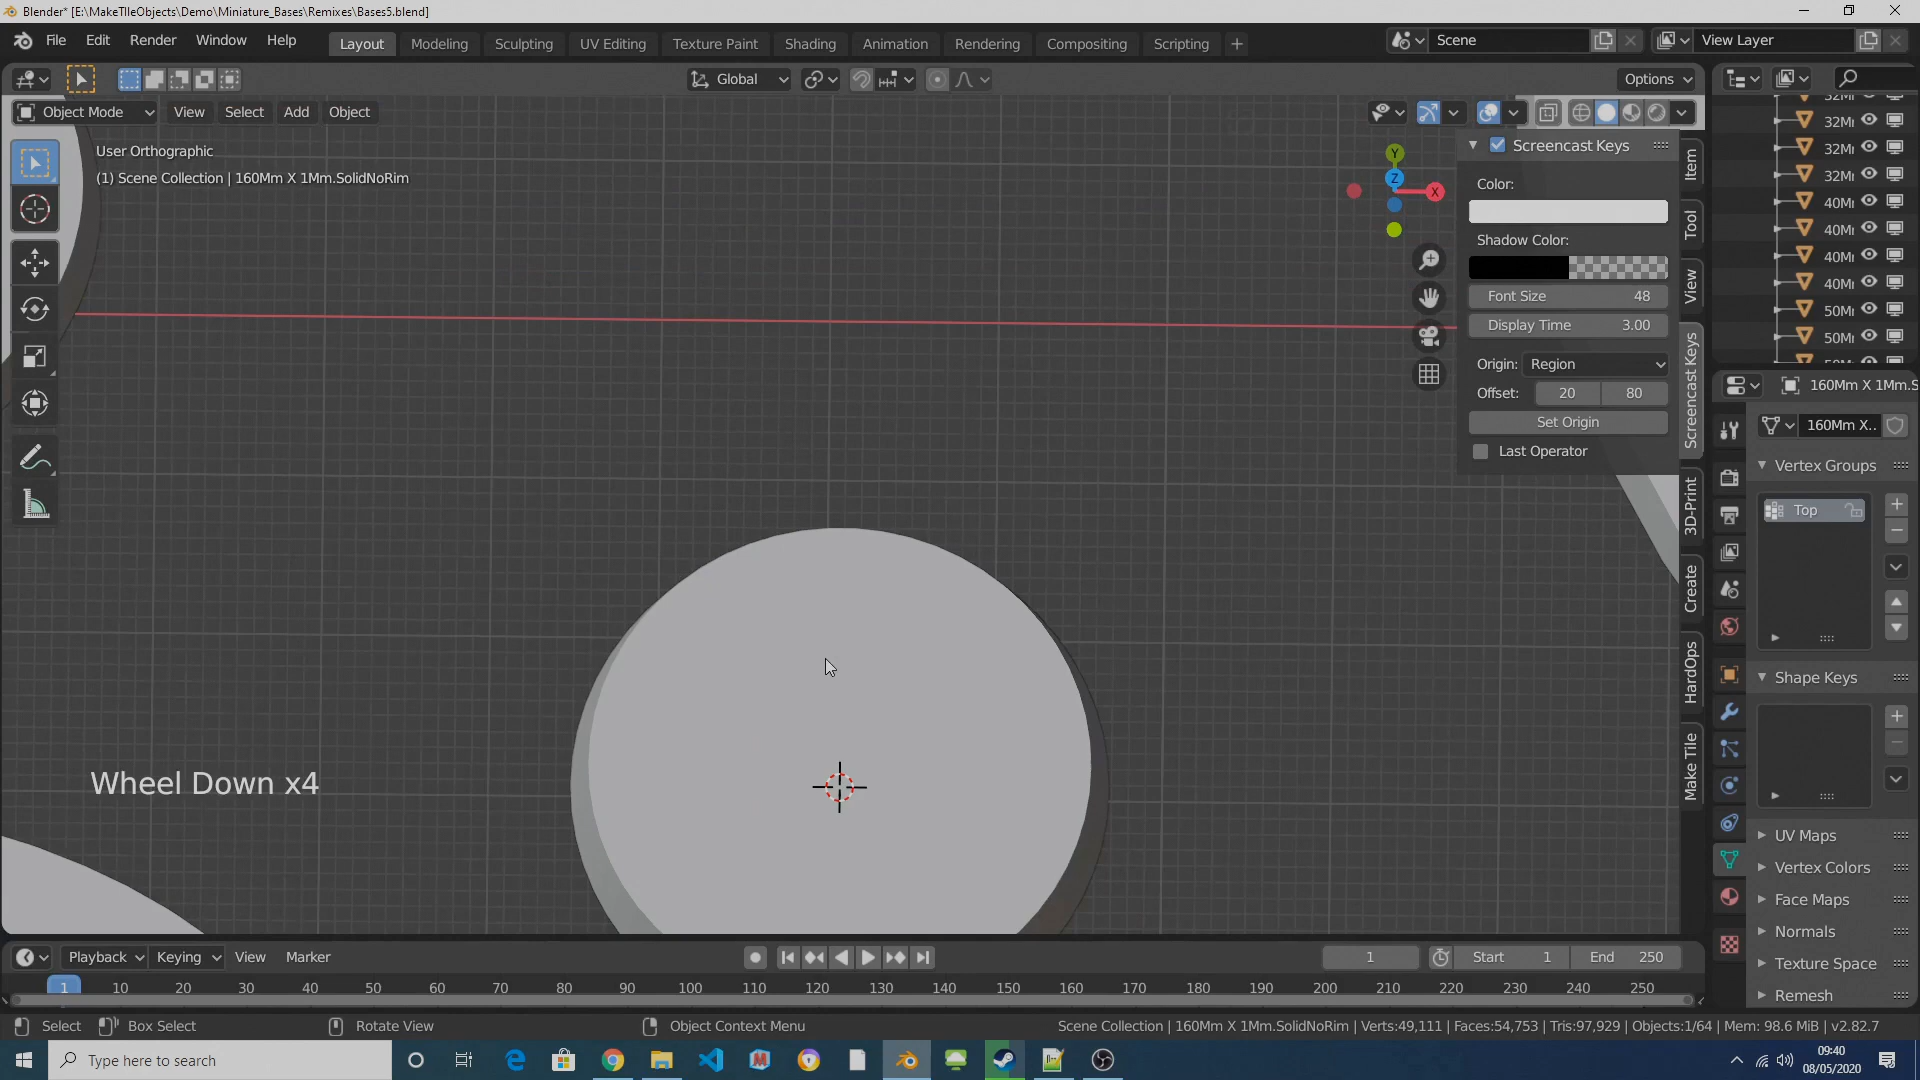 Blender* [E:\MakeTIleObjects\Demo\Miniature_Bases\Remixes\Bases5.blend]
File Edit Render Window Help
Layout Modeling Sculpting UV Editing Texture Paint Shading Animation Rendering Compositing Scripting
Scene
View Layer
Global
Options
Object Mode View Select Add Object
User Orthographic
(1) Scene Collection | 160Mm X 1Mm.SolidNoRim
Y
Z
X
Screencast Keys
Color:
Shadow Color:
Font Size 48
Display Time 3.00
Origin: Region
Offset: 20 80
Set Origin
Last Operator
Item
Tool
View
Screencast Keys
3D-Print
Create
HardOps
Make Tile
32Mr
32Mr
32Mr
40Mr
40Mr
40Mr
40Mr
50Mr
50Mr
160Mm X 1Mm.S
160Mm X..
Vertex Groups
Top
Shape Keys
UV Maps
Vertex Colors
Face Maps
Normals
Texture Space
Remesh
Wheel Down x4
Playback Keying View Marker
1 Start 1 End 250
1 10 20 30 40 50 60 70 80 90 100 110 120 130 140 150 160 170 180 190 200 210 220 230 240 250
Select Box Select Rotate View Object Context Menu
Scene Collection | 160Mm X 1Mm.SolidNoRim | Verts:49,111 | Faces:54,753 | Tris:97,929 | Objects:1/64 | Mem: 98.6 MiB | v2.82.7
Type here to search
09:40
08/05/2020